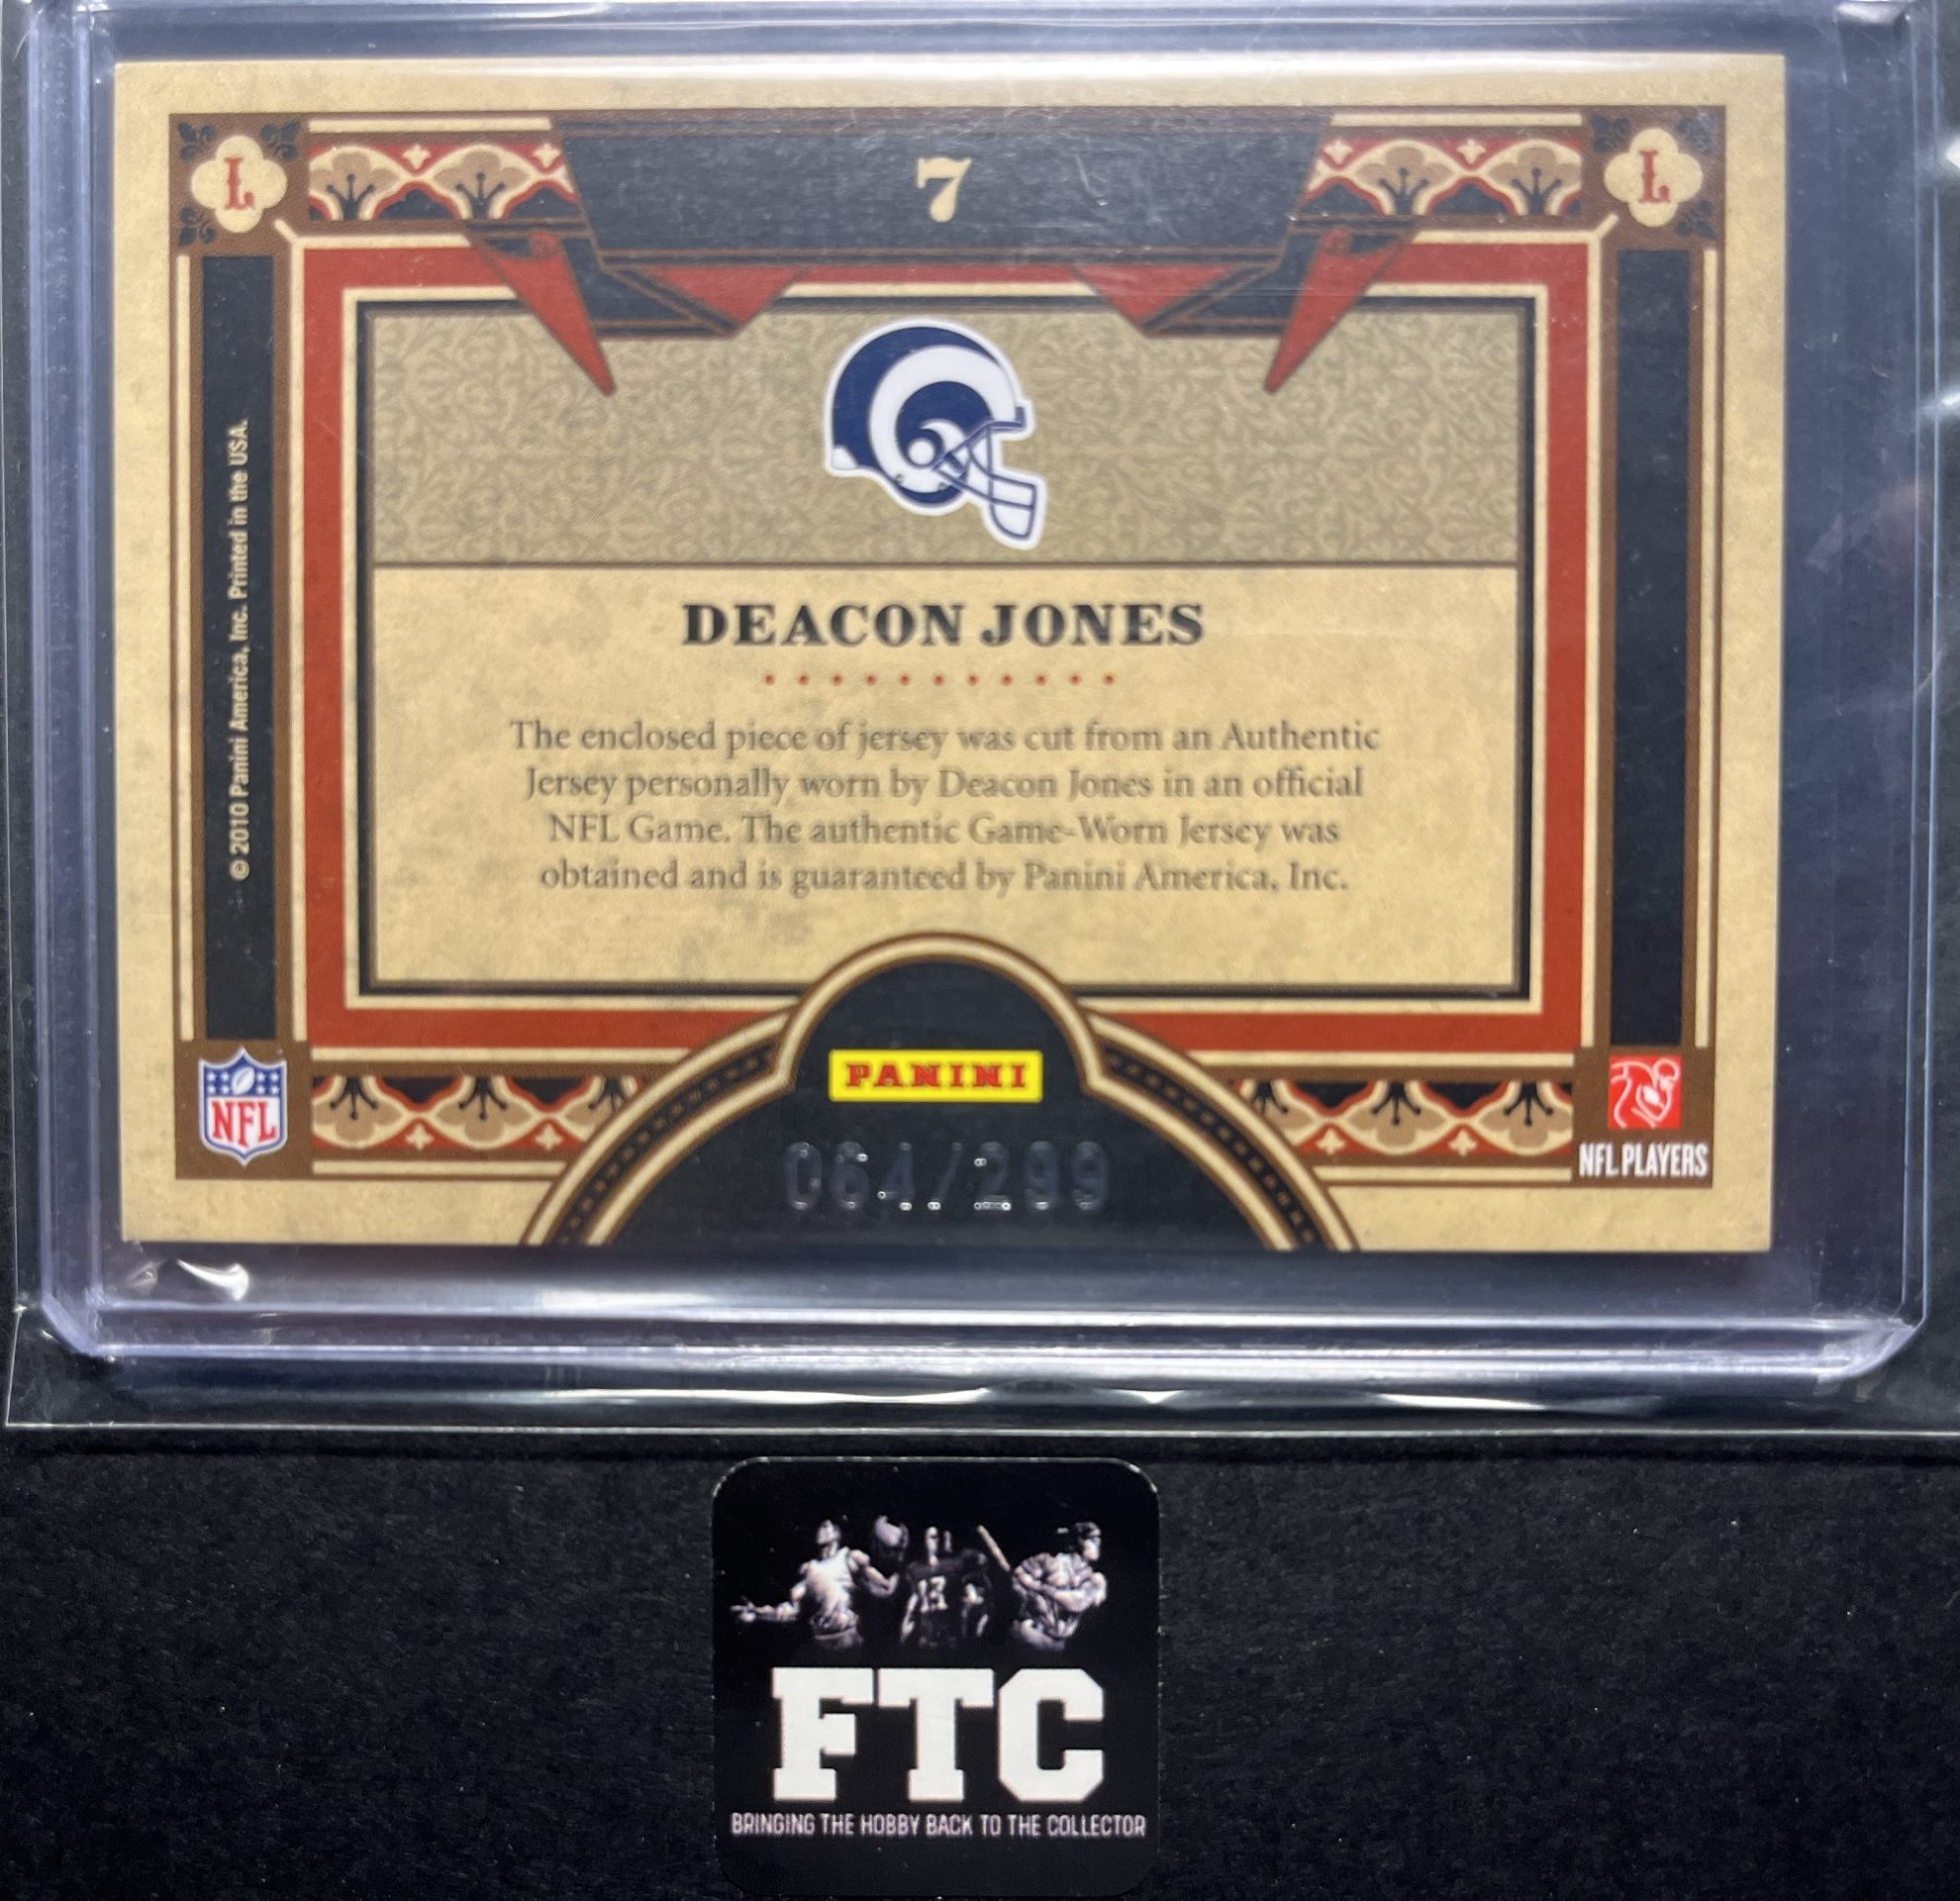 L
7
L
© 2010 Panini America, Inc. Printed in the USA.
DEACON JONES
The enclosed piece of jersey was cut from an Authentic
Jersey personally worn by Deacon Jones in an official
NFL Game. The authentic Game-Worn Jersey was
obtained and is guaranteed by Panini America, Inc.
PANINI
NFL
NFL PLAYERS
064/299
13
FTC
BRINGING THE HOBBY BACK TO THE COLLECTOR